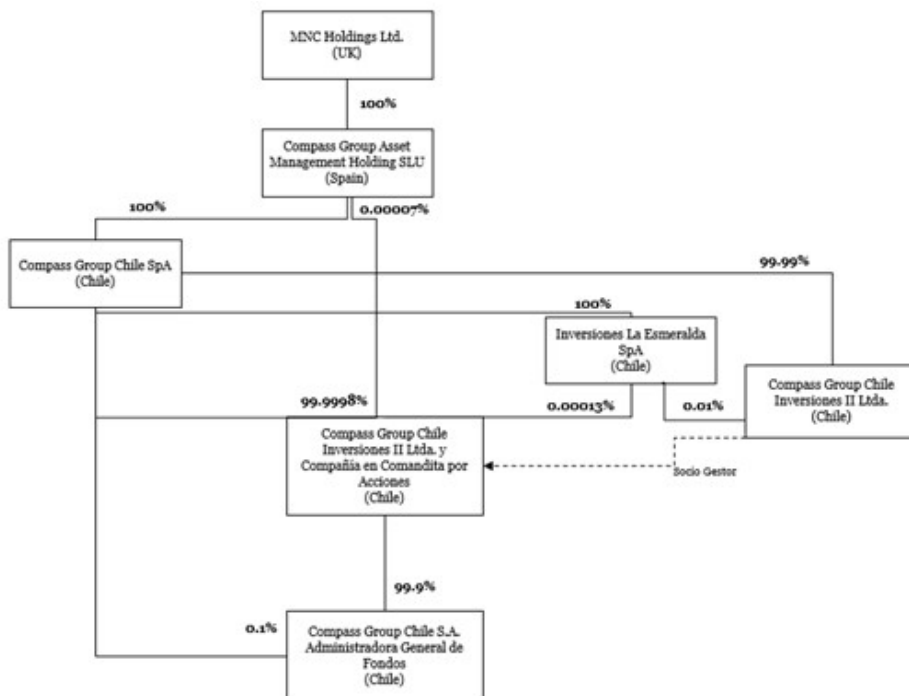 MNC Holdings Ltd.
(UK)
100%
Compass Group Asset
Management Holding SLU
(Spain)
100%
0.00007%
Compass Group Chile SpA
(Chile)
99.99%
100%
Inversiones La Esmeralda
SpA
(Chile)
Compass Group Chile
Inversiones II Ltda.
(Chile)
99.9998%
0.00013%
0.01%
Compass Group Chile
Inversiones II Ltda. y
Compañía en Comandita por
Acciones
(Chile)
Socio Gestor
99.9%
0.1%
Compass Group Chile S.A.
Administradora General de
Fondos
(Chile)